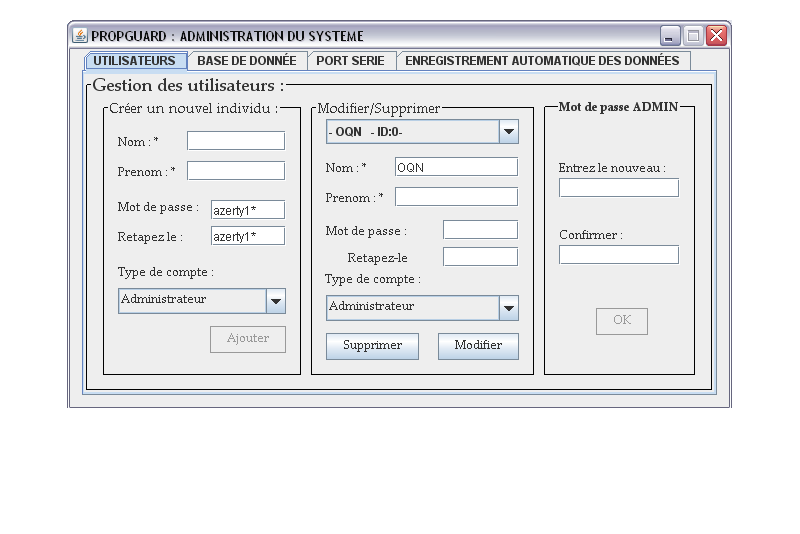 PROPGUARD : ADMINISTRATION DU SYSTEME
UTILISATEURS BASE DE DONNÉE PORT SERIE ENREGISTREMENT AUTOMATIQUE DES DONNÉES
Gestion des utilisateurs :
Créer un nouvel individu :
Nom : *
Prenom : *
Mot de passe : azerty1*
Retapez le : azerty1*
Type de compte :
Administrateur
Ajouter
Modifier/Supprimer
- OQN - ID:0-
Nom : * OQN
Prenom : *
Mot de passe :
Retapez-le
Type de compte :
Administrateur
Supprimer Modifier
Mot de passe ADMIN
Entrez le nouveau :
Confirmer :
OK